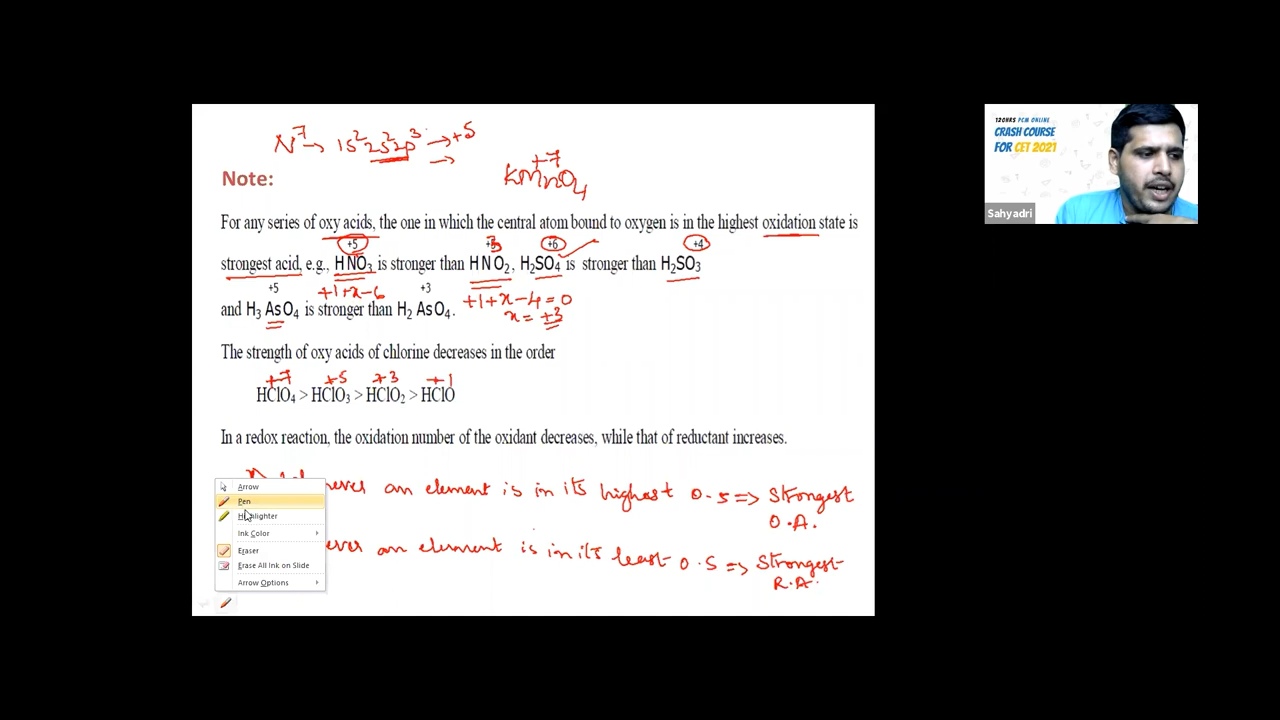 N⁷ → 1s² 2s² 2p³ → +5
→
+7
KMnO₄
Note:
For any series of oxy acids, the one in which the central atom bound to oxygen is in the highest oxidation state is
+5 +3 +6 +4
strongest acid, e.g., HNO₃ is stronger than HNO₂, H₂SO₄ is stronger than H₂SO₃
+1+x-6
+5 +3
+1+x-4=0
and H₃AsO₄ is stronger than H₂AsO₄.
x = +3
The strength of oxy acids of chlorine decreases in the order
+7 +5 +3 +1
HClO₄ > HClO₃ > HClO₂ > HClO
In a redox reaction, the oxidation number of the oxidant decreases, while that of reductant increases.
ever an element is in its highest O.S => Strongest
O.A.
ever an element is in its least O.S => Strongest
R.A.
Arrow
Pen
Highlighter
Ink Color
Eraser
Erase All Ink on Slide
Arrow Options
120HRS PCM ONLINE
CRASH COURSE
FOR CET 2021
Sahyadri